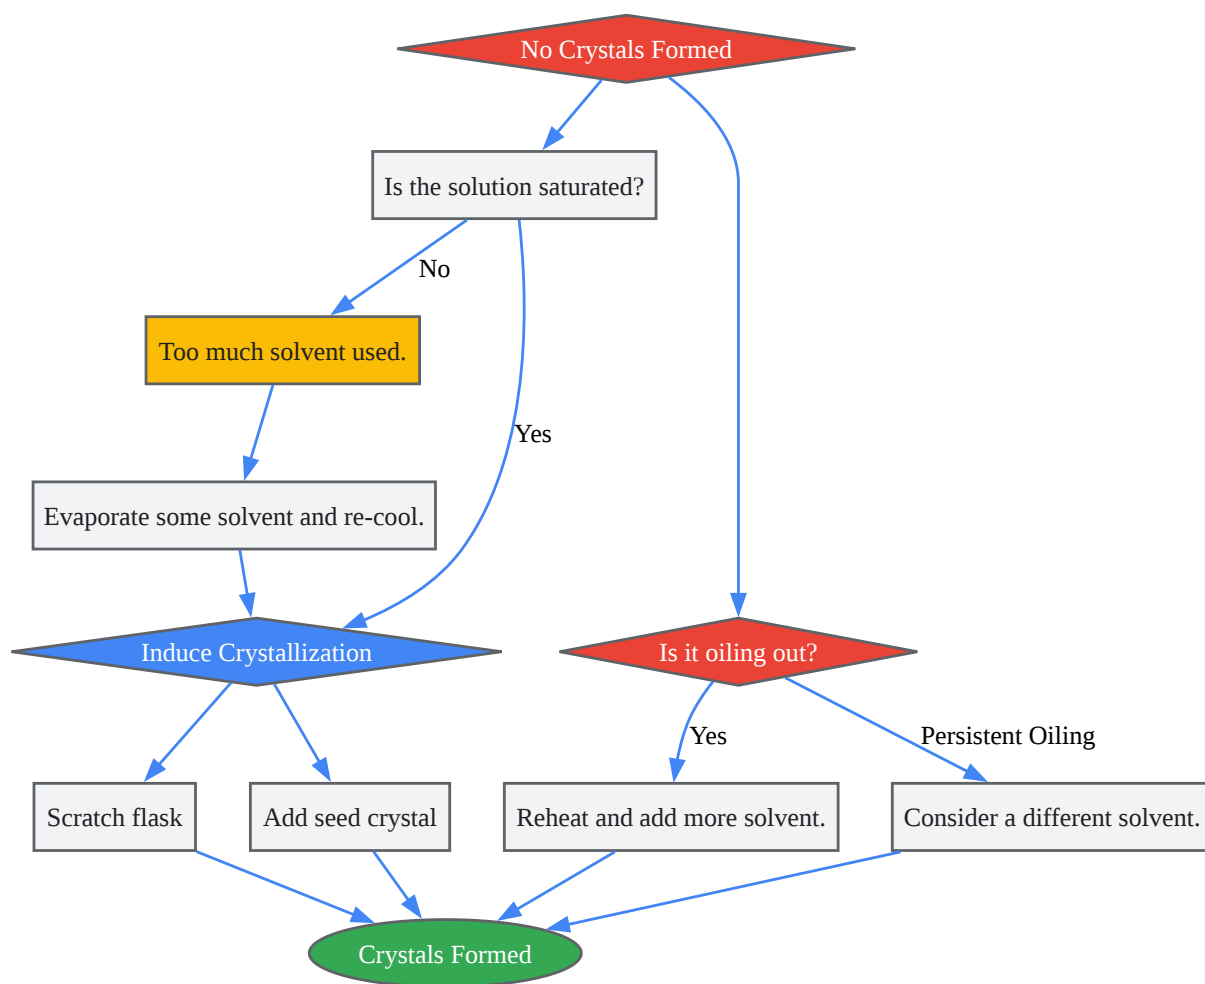 No Crystals Formed
Is the solution saturated?
No
Too much solvent used.
Yes
Evaporate some solvent and re-cool.
Induce Crystallization
Is it oiling out?
Yes
Persistent Oiling
Scratch flask
Add seed crystal
Reheat and add more solvent.
Consider a different solvent.
Crystals Formed